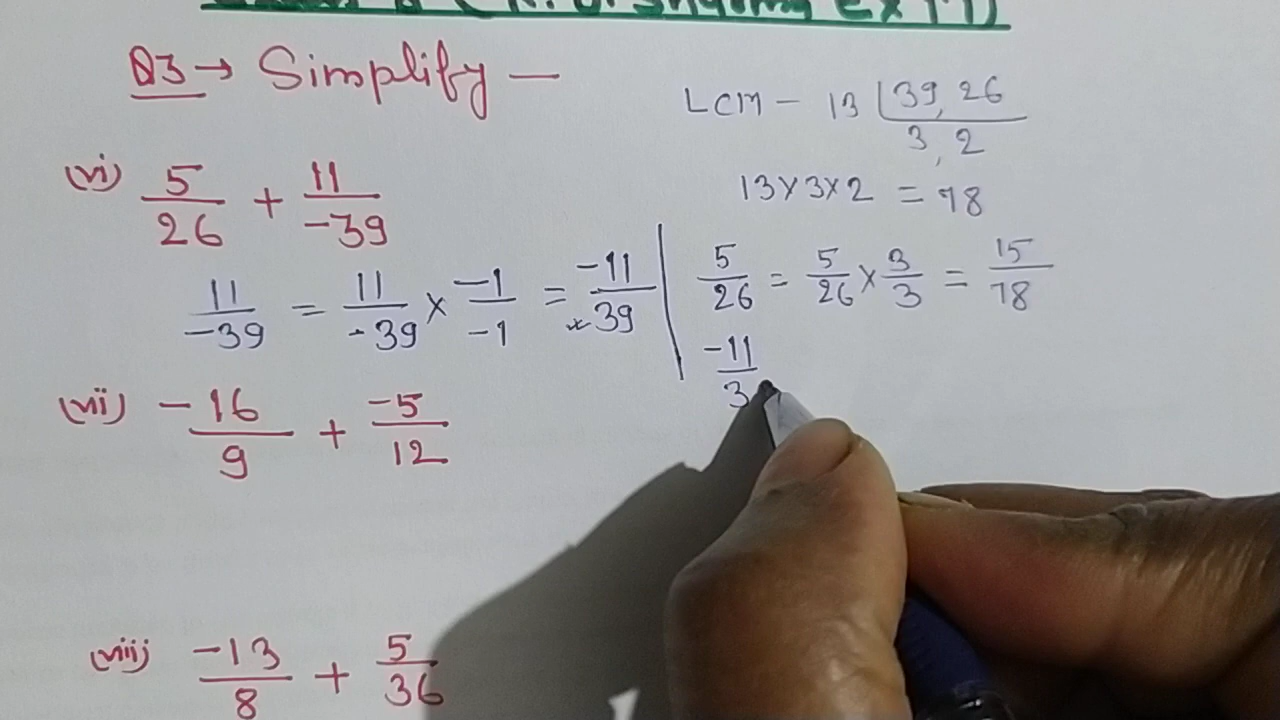 Q3 → Simplify —
LCM - 13 | 39, 26
3, 2
13 × 3 × 2 = 78
(vi) 5/26 + 11/-39
11/-39 = 11/-39 × -1/-1 = -11/39
5/26 = 5/26 × 3/3 = 15/78
-11/3
(vii) -16/9 + -5/12
(viii) -13/8 + 5/36